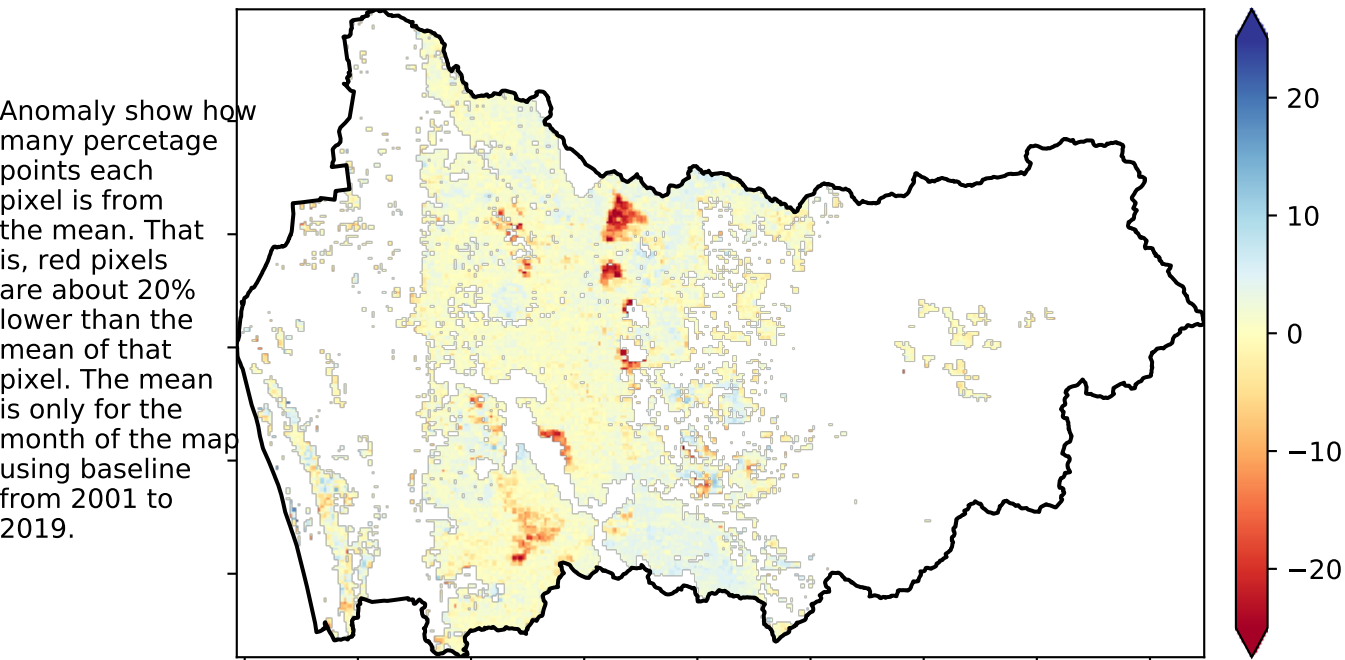 Anomaly show how
many percetage
points each
pixel is from
the mean. That
is, red pixels
are about 20%
lower than the
mean of that
pixel. The mean
is only for the
month of the map
using baseline
from 2001 to
2019.
20
10
0
−10
−20